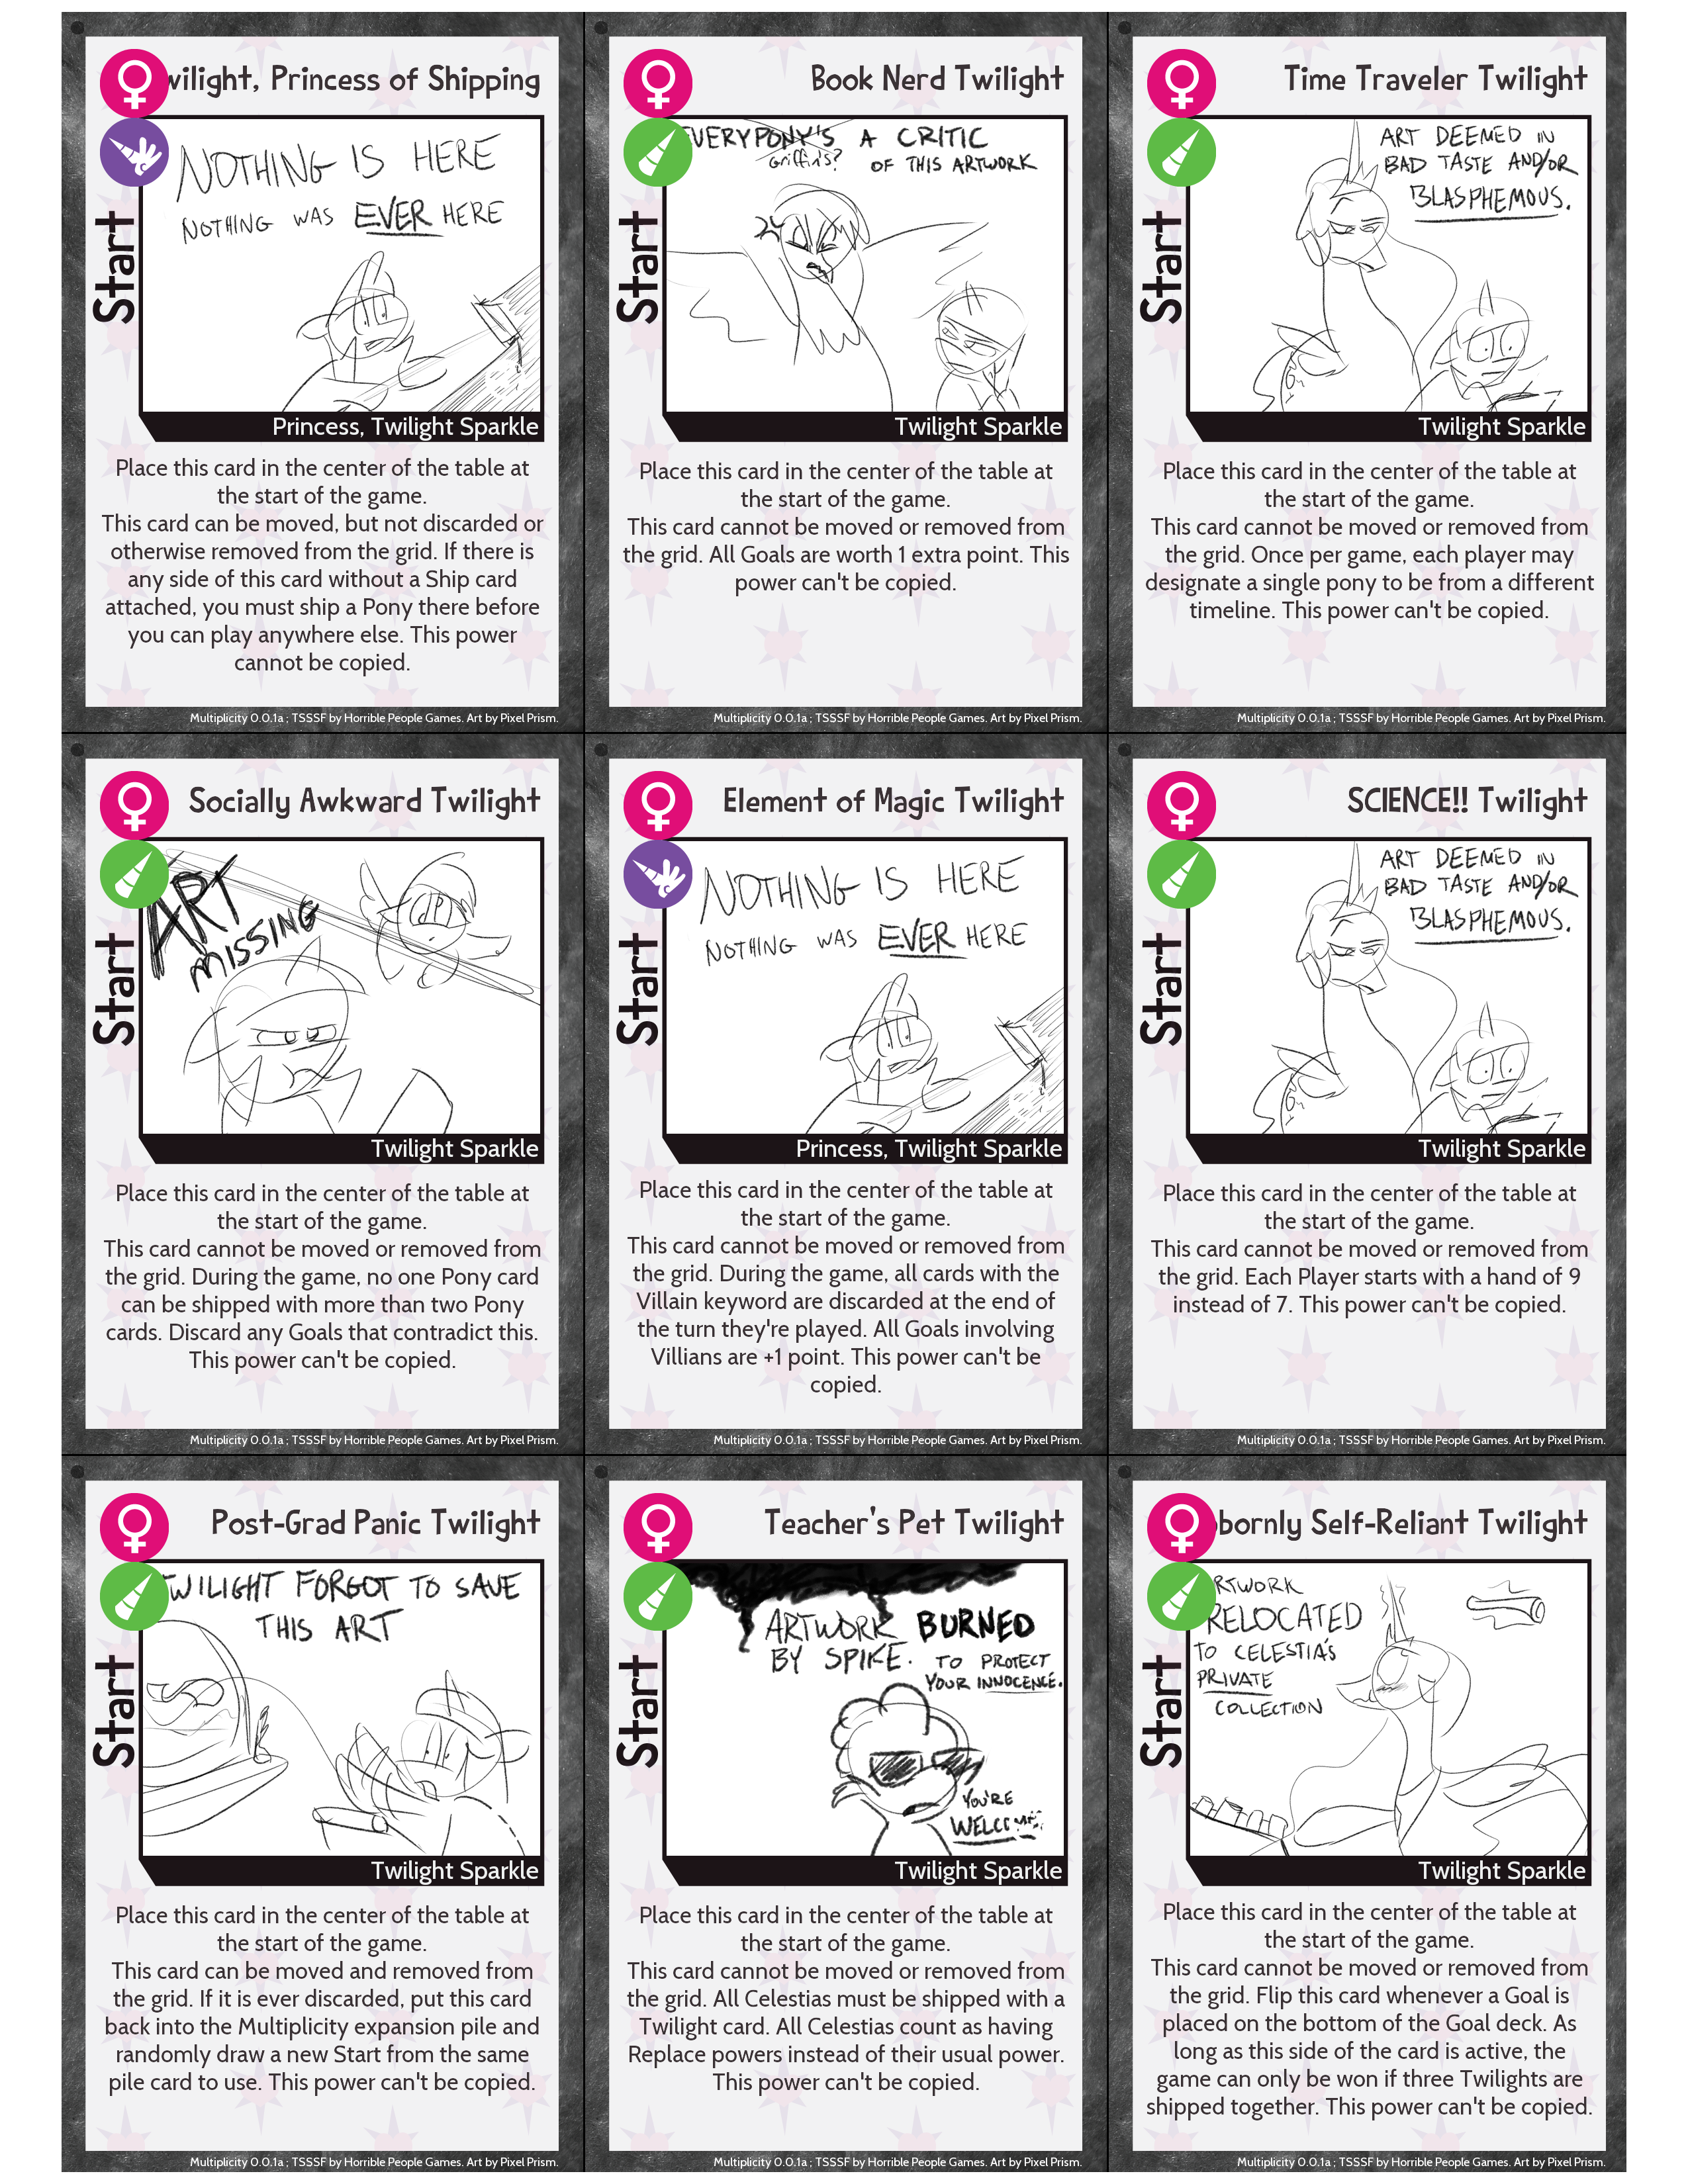 wilight, Princess of Shipping
NOTHING IS HERE
NOTHING WAS EVER HERE
Start
Princess, Twilight Sparkle
Place this card in the center of the table at
the start of the game.
This card can be moved, but not discarded or
otherwise removed from the grid. If there is
any side of this card without a Ship card
attached, you must ship a Pony there before
you can play anywhere else. This power
cannot be copied.
Multiplicity 0.0.1a ; TSSSF by Horrible People Games. Art by Pixel Prism.
Book Nerd Twilight
EVERYPONY'S A CRITIC
Griffin's? OF THIS ARTWORK
Start
Twilight Sparkle
Place this card in the center of the table at
the start of the game.
This card cannot be moved or removed from
the grid. All Goals are worth 1 extra point. This
power can't be copied.
Multiplicity 0.0.1a ; TSSSF by Horrible People Games. Art by Pixel Prism.
Time Traveler Twilight
ART DEEMED IN
BAD TASTE AND/OR
BLASPHEMOUS.
Start
Twilight Sparkle
Place this card in the center of the table at
the start of the game.
This card cannot be moved or removed from
the grid. Once per game, each player may
designate a single pony to be from a different
timeline. This power can't be copied.
Multiplicity 0.0.1a ; TSSSF by Horrible People Games. Art by Pixel Prism.
Socially Awkward Twilight
ART
MISSING
Start
Twilight Sparkle
Place this card in the center of the table at
the start of the game.
This card cannot be moved or removed from
the grid. During the game, no one Pony card
can be shipped with more than two Pony
cards. Discard any Goals that contradict this.
This power can't be copied.
Multiplicity 0.0.1a ; TSSSF by Horrible People Games. Art by Pixel Prism.
Element of Magic Twilight
NOTHING IS HERE
NOTHING WAS EVER HERE
Start
Princess, Twilight Sparkle
Place this card in the center of the table at
the start of the game.
This card cannot be moved or removed from
the grid. During the game, all cards with the
Villain keyword are discarded at the end of
the turn they're played. All Goals involving
Villians are +1 point. This power can't be
copied.
Multiplicity 0.0.1a ; TSSSF by Horrible People Games. Art by Pixel Prism.
SCIENCE!! Twilight
ART DEEMED IN
BAD TASTE AND/OR
BLASPHEMOUS.
Start
Twilight Sparkle
Place this card in the center of the table at
the start of the game.
This card cannot be moved or removed from
the grid. Each Player starts with a hand of 9
instead of 7. This power can't be copied.
Multiplicity 0.0.1a ; TSSSF by Horrible People Games. Art by Pixel Prism.
Post-Grad Panic Twilight
TWILIGHT FORGOT TO SAVE
THIS ART
Start
Twilight Sparkle
Place this card in the center of the table at
the start of the game.
This card can be moved and removed from
the grid. If it is ever discarded, put this card
back into the Multiplicity expansion pile and
randomly draw a new Start from the same
pile card to use. This power can't be copied.
Multiplicity 0.0.1a ; TSSSF by Horrible People Games. Art by Pixel Prism.
Teacher's Pet Twilight
ARTWORK BURNED
BY SPIKE. TO PROTECT
YOUR INNOCENCE.
YOU'RE
WELCOME.
Start
Twilight Sparkle
Place this card in the center of the table at
the start of the game.
This card cannot be moved or removed from
the grid. All Celestias must be shipped with a
Twilight card. All Celestias count as having
Replace powers instead of their usual power.
This power can't be copied.
Multiplicity 0.0.1a ; TSSSF by Horrible People Games. Art by Pixel Prism.
bornly Self-Reliant Twilight
RTWORK
RELOCATED
TO CELESTIA'S
PRIVATE
COLLECTION
Start
Twilight Sparkle
Place this card in the center of the table at
the start of the game.
This card cannot be moved or removed from
the grid. Flip this card whenever a Goal is
placed on the bottom of the Goal deck. As
long as this side of the card is active, the
game can only be won if three Twilights are
shipped together. This power can't be copied.
Multiplicity 0.0.1a ; TSSSF by Horrible People Games. Art by Pixel Prism.